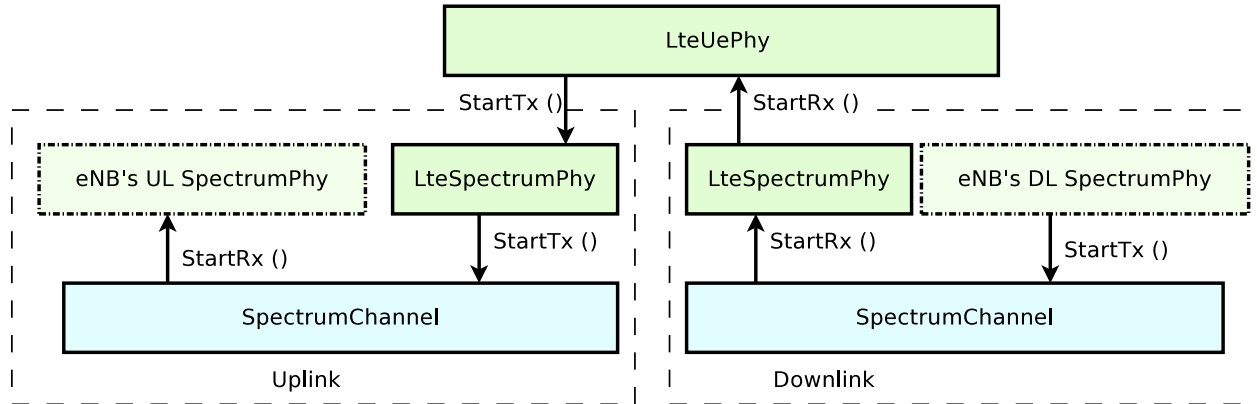 LteUePhy
StartTx ()
StartRx ()
eNB's UL SpectrumPhy
LteSpectrumPhy
LteSpectrumPhy
eNB's DL SpectrumPhy
StartRx ()
StartTx ()
StartRx ()
StartTx ()
SpectrumChannel
SpectrumChannel
Uplink
Downlink